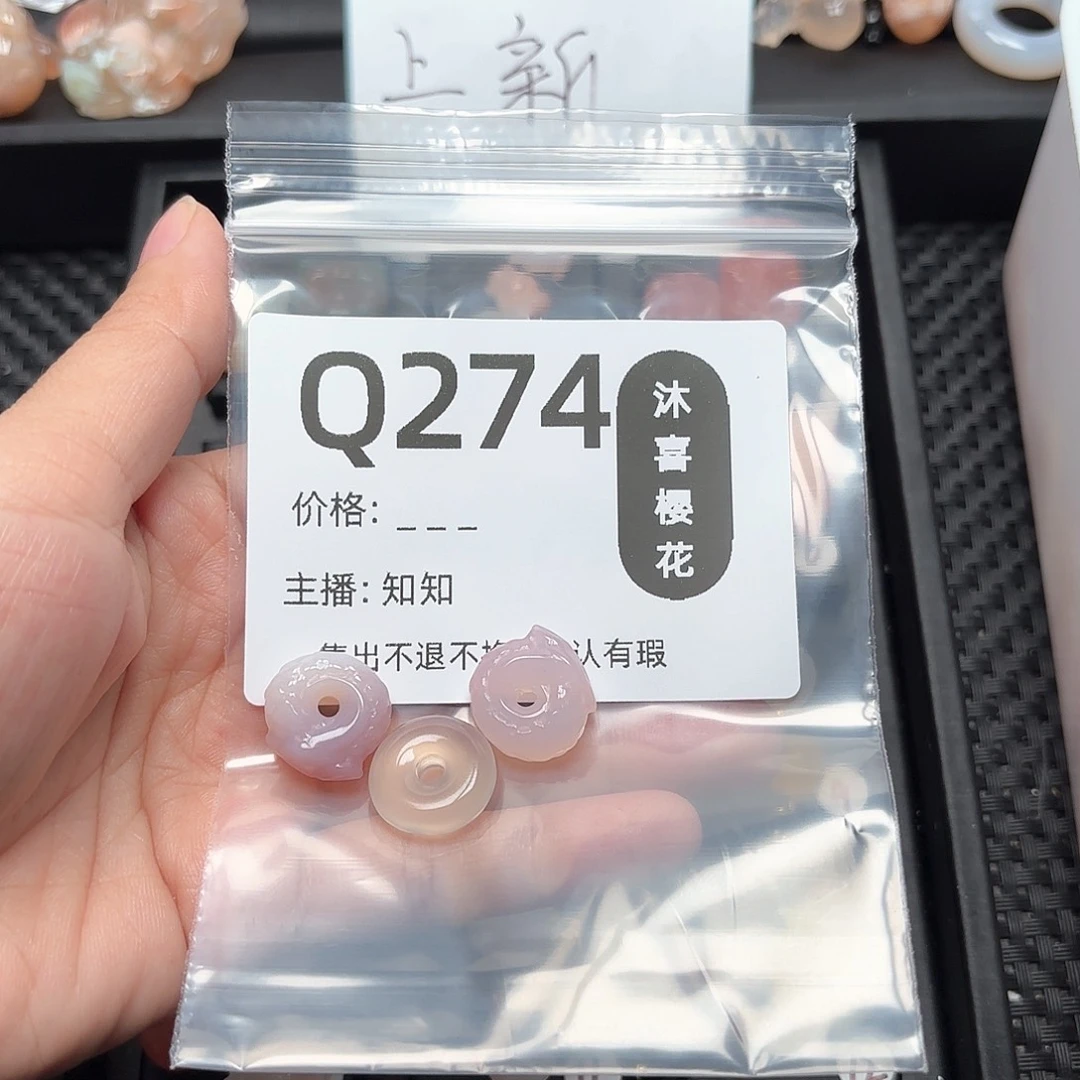 上新
Q274
沐喜樱花
价格: _ _ _
主播: 知知
售出不退不换 认有瑕